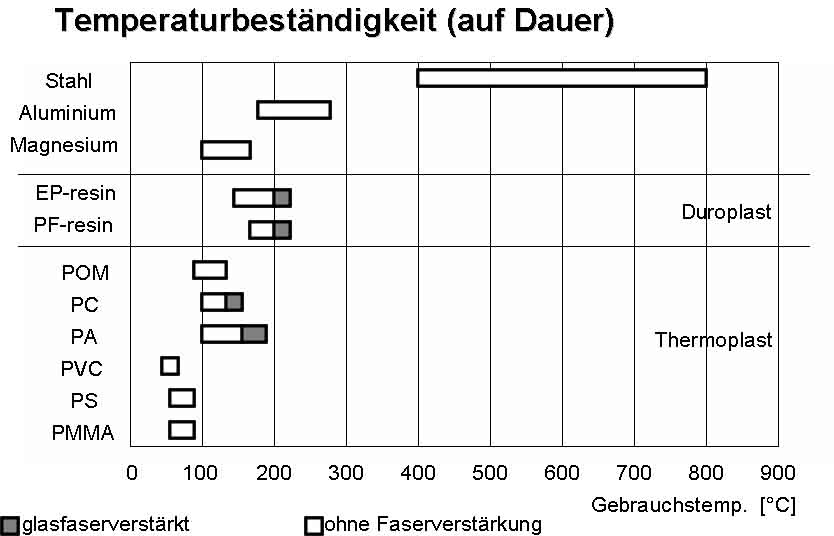 Temperaturbeständigkeit (auf Dauer)
Stahl
Aluminium
Magnesium
EP-resin
PF-resin
Duroplast
POM
PC
PA
Thermoplast
PVC
PS
PMMA
0 100 200 300 400 500 600 700 800 900
Gebrauchstemp. [°C]
glasfaserverstärkt ohne Faserverstärkung